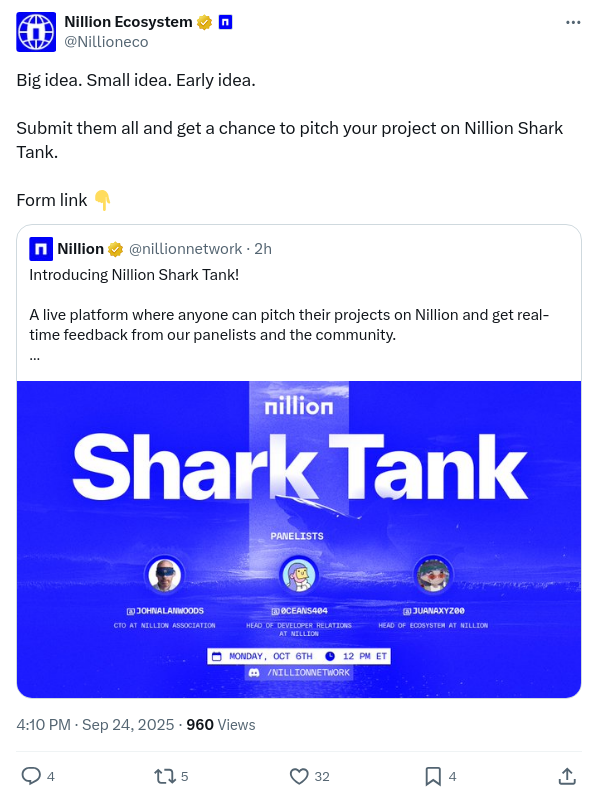 Nillion Ecosystem
@Nillioneco
Big idea. Small idea. Early idea.
Submit them all and get a chance to pitch your project on Nillion Shark
Tank.
Form link 👇
Nillion @nillionnetwork · 2h
Introducing Nillion Shark Tank!
A live platform where anyone can pitch their projects on Nillion and get real-
time feedback from our panelists and the community.
...
nillion
Shark Tank
PANELISTS
@JOHNALANWOODS
CTO AT NILLION ASSOCIATION
@0CEANS404
HEAD OF DEVELOPER RELATIONS
AT NILLION
@JUANAXYZ00
HEAD OF ECOSYSTEM AT NILLION
MONDAY, OCT 6TH 12 PM ET
/NILLIONNETWORK
4:10 PM · Sep 24, 2025 · 960 Views
4 5 32 4